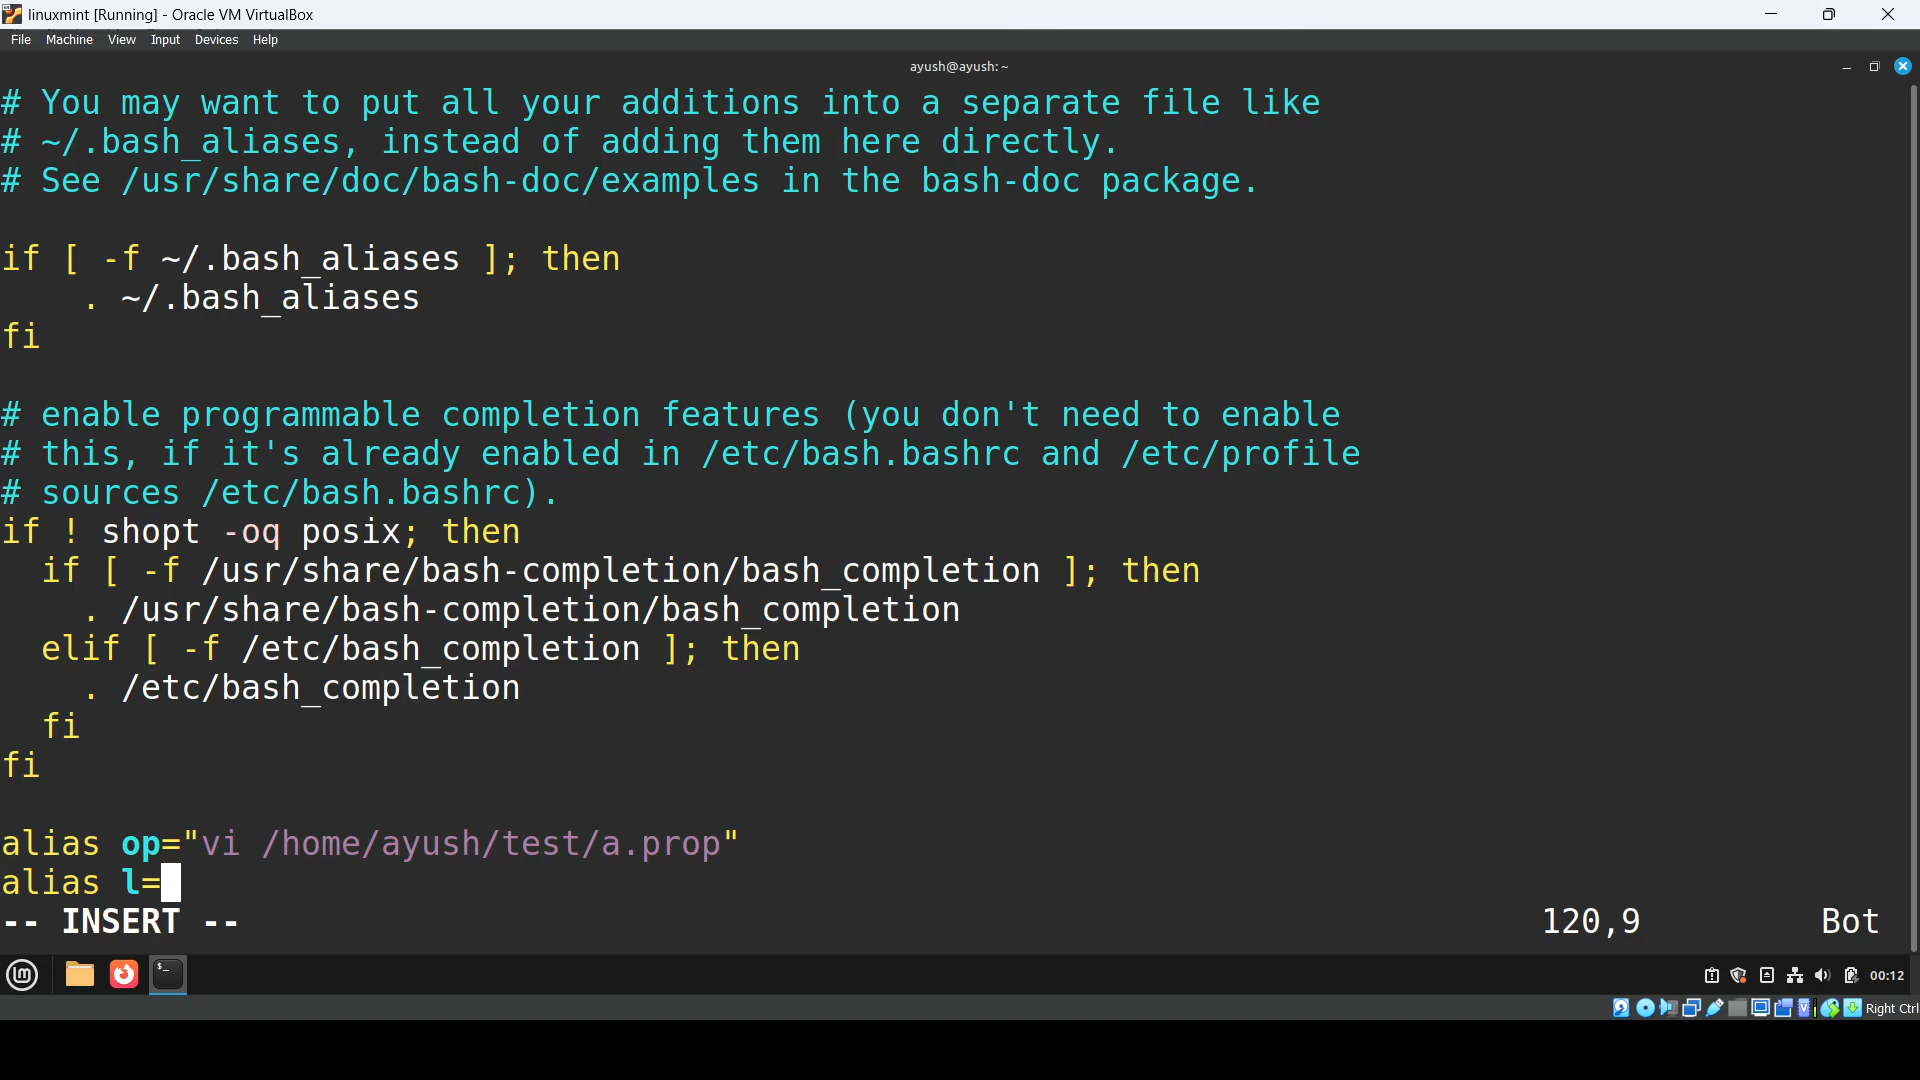 linuxmint [Running] - Oracle VM VirtualBox
File Machine View Input Devices Help
ayush@ayush: ~
# You may want to put all your additions into a separate file like
# ~/.bash_aliases, instead of adding them here directly.
# See /usr/share/doc/bash-doc/examples in the bash-doc package.
if [ -f ~/.bash_aliases ]; then
    . ~/.bash_aliases
fi
# enable programmable completion features (you don't need to enable
# this, if it's already enabled in /etc/bash.bashrc and /etc/profile
# sources /etc/bash.bashrc).
if ! shopt -oq posix; then
  if [ -f /usr/share/bash-completion/bash_completion ]; then
    . /usr/share/bash-completion/bash_completion
  elif [ -f /etc/bash_completion ]; then
    . /etc/bash_completion
  fi
fi
alias op="vi /home/ayush/test/a.prop"
alias l=
-- INSERT -- 120,9 Bot
00:12
Right Ctrl